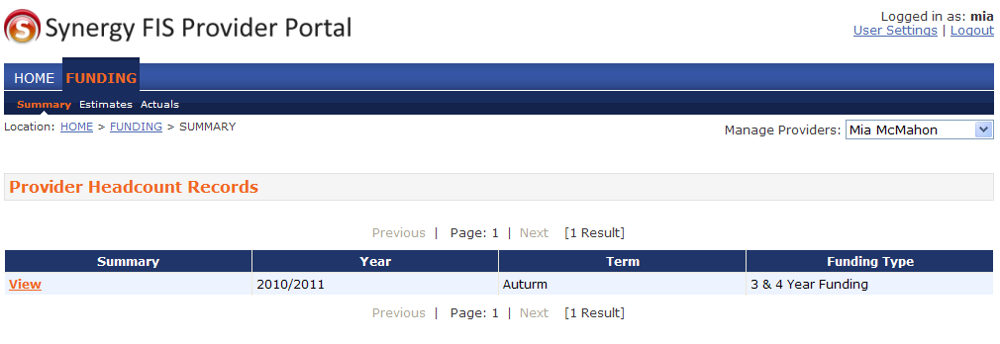 Synergy FIS Provider Portal
Logged in as: mia
User Settings | Logout
HOME FUNDING
Summary Estimates Actuals
Location: HOME > FUNDING > SUMMARY
Manage Providers: Mia McMahon
Provider Headcount Records
Previous | Page: 1 | Next [1 Result]
Summary Year Term Funding Type
View 2010/2011 Auturm 3 & 4 Year Funding
Previous | Page: 1 | Next [1 Result]